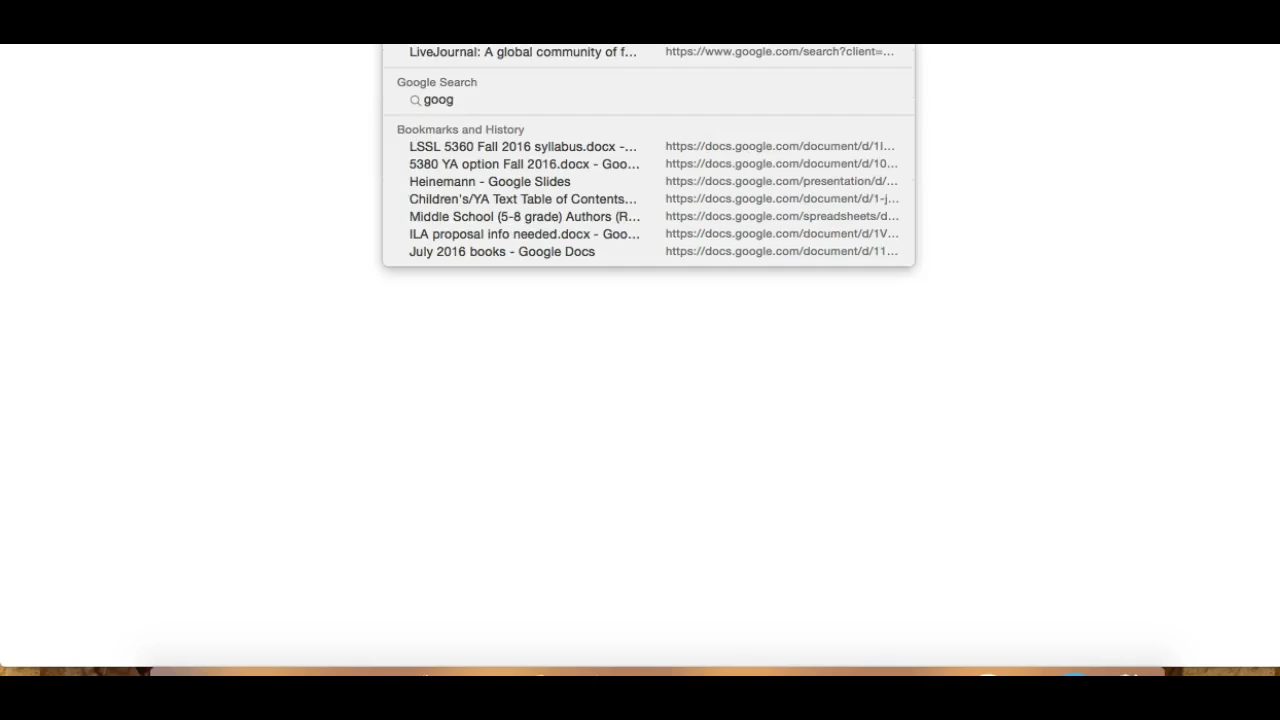 LiveJournal: A global community of f... https://www.google.com/search?client=...
Google Search
goog
Bookmarks and History
LSSL 5360 Fall 2016 syllabus.docx -... https://docs.google.com/document/d/1I...
5380 YA option Fall 2016.docx - Goo... https://docs.google.com/document/d/10...
Heinemann - Google Slides https://docs.google.com/presentation/d/...
Children's/YA Text Table of Contents... https://docs.google.com/document/d/1-j...
Middle School (5-8 grade) Authors (R... https://docs.google.com/spreadsheets/d...
ILA proposal info needed.docx - Goo... https://docs.google.com/document/d/1V...
July 2016 books - Google Docs https://docs.google.com/document/d/11...